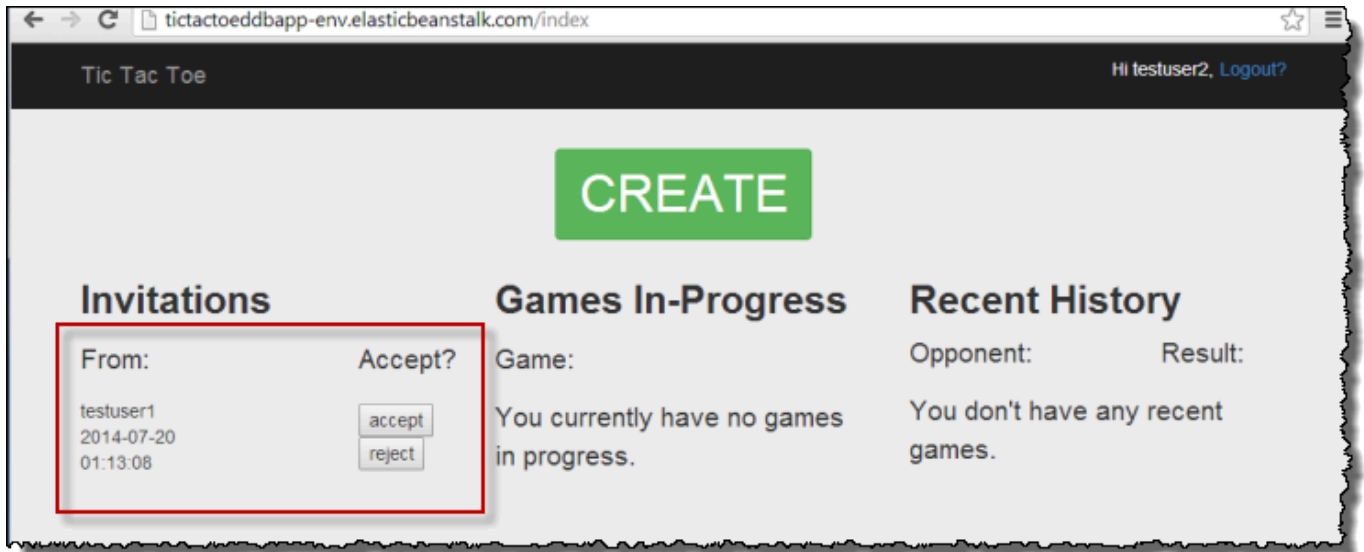 tictactoeddbapp-env.elasticbeanstalk.com/index
Tic Tac Toe
Hi testuser2, Logout?
CREATE
Invitations
From:
Accept?
testuser1
2014-07-20
01:13:08
accept
reject
Games In-Progress
Game:
You currently have no games
in progress.
Recent History
Opponent:
Result:
You don't have any recent
games.